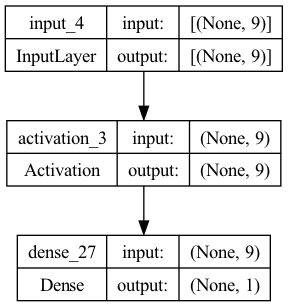 input_4 input: [(None, 9)]
InputLayer output: [(None, 9)]
activation_3 input: (None, 9)
Activation output: (None, 9)
dense_27 input: (None, 9)
Dense output: (None, 1)